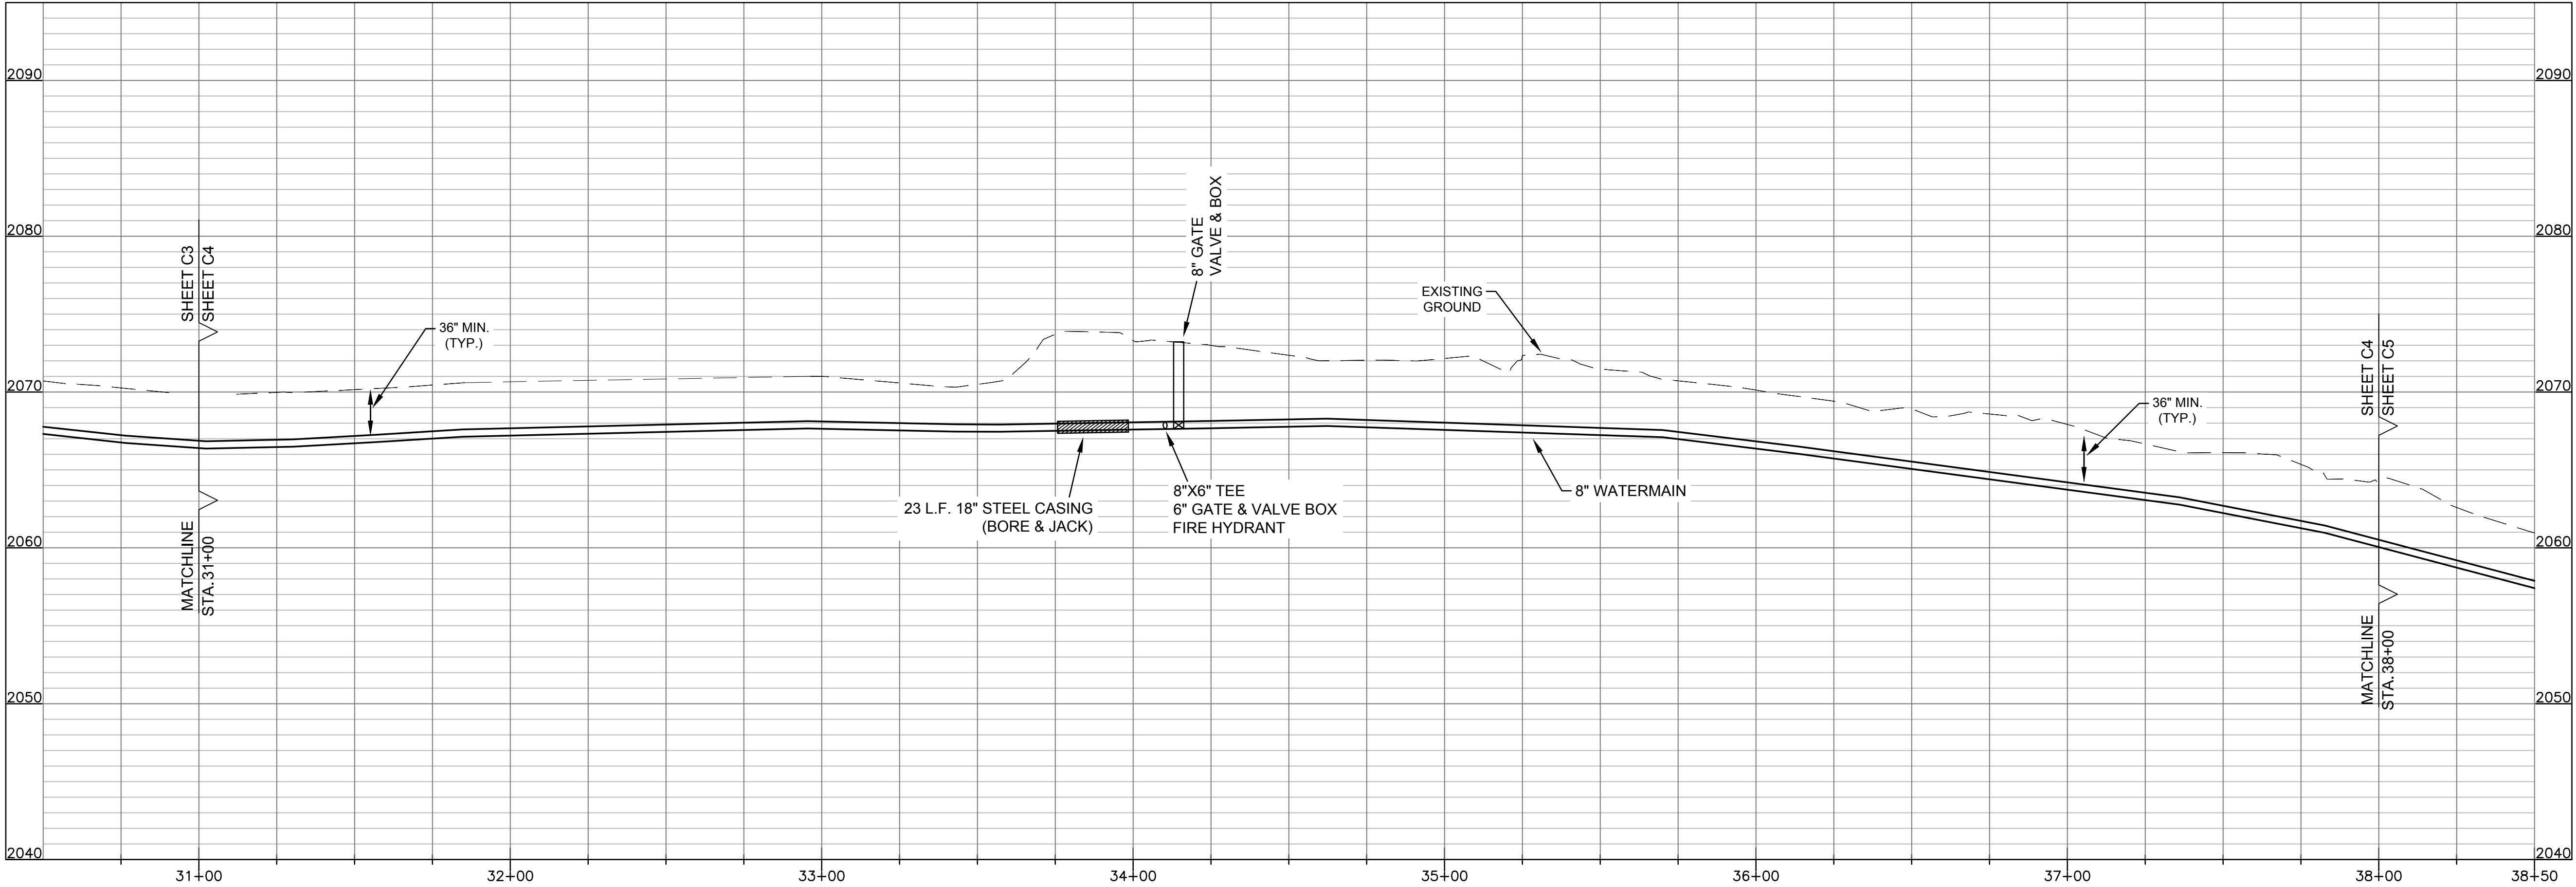 2090
2090
2080
2080
2070
2070
2060
2060
2050
2050
2040
2040
SHEET C3
SHEET C4
MATCHLINE
STA.31+00
36" MIN.
(TYP.)
8" GATE
VALVE & BOX
EXISTING
GROUND
23 L.F. 18" STEEL CASING
(BORE & JACK)
8"X6" TEE
6" GATE & VALVE BOX
FIRE HYDRANT
8" WATERMAIN
36" MIN.
(TYP.)
SHEET C4
SHEET C5
MATCHLINE
STA.38+00
31+00
32+00
33+00
34+00
35+00
36+00
37+00
38+00
38+50